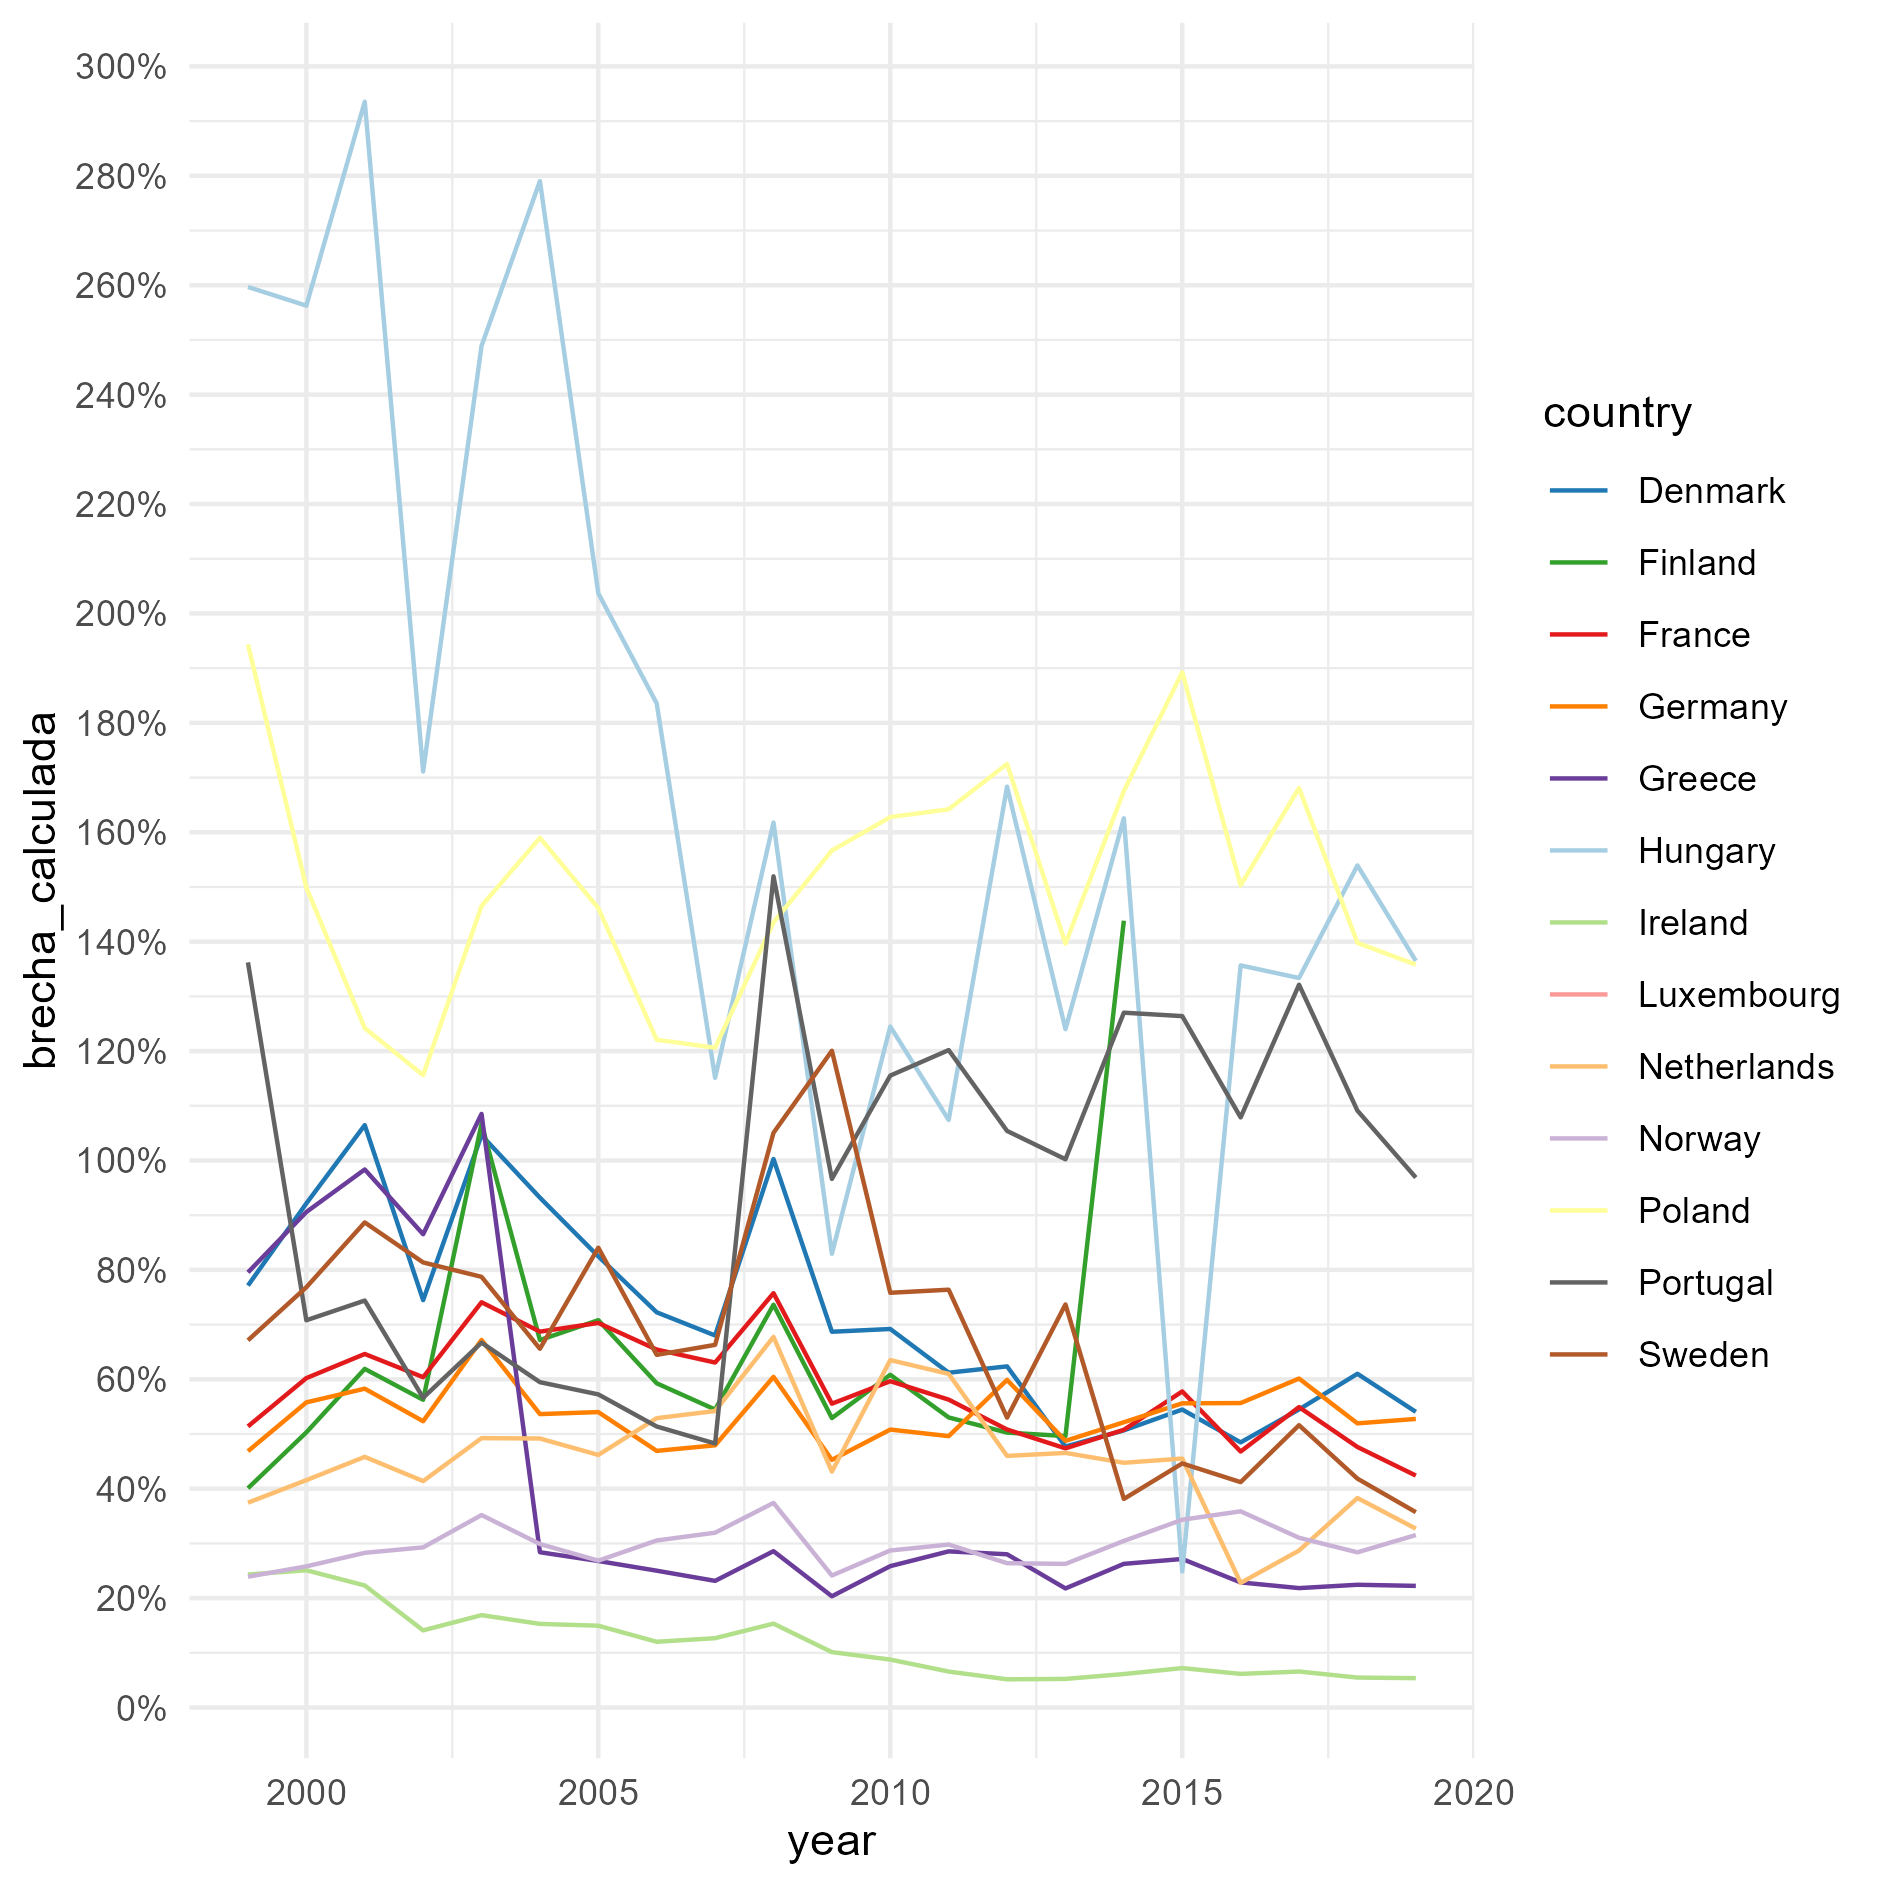 300%
280%
260%
240%
220%
200%
180%
160%
140%
120%
100%
80%
60%
40%
20%
0%
brecha_calculada
2000 2005 2010 2015 2020
year
country
Denmark
Finland
France
Germany
Greece
Hungary
Ireland
Luxembourg
Netherlands
Norway
Poland
Portugal
Sweden